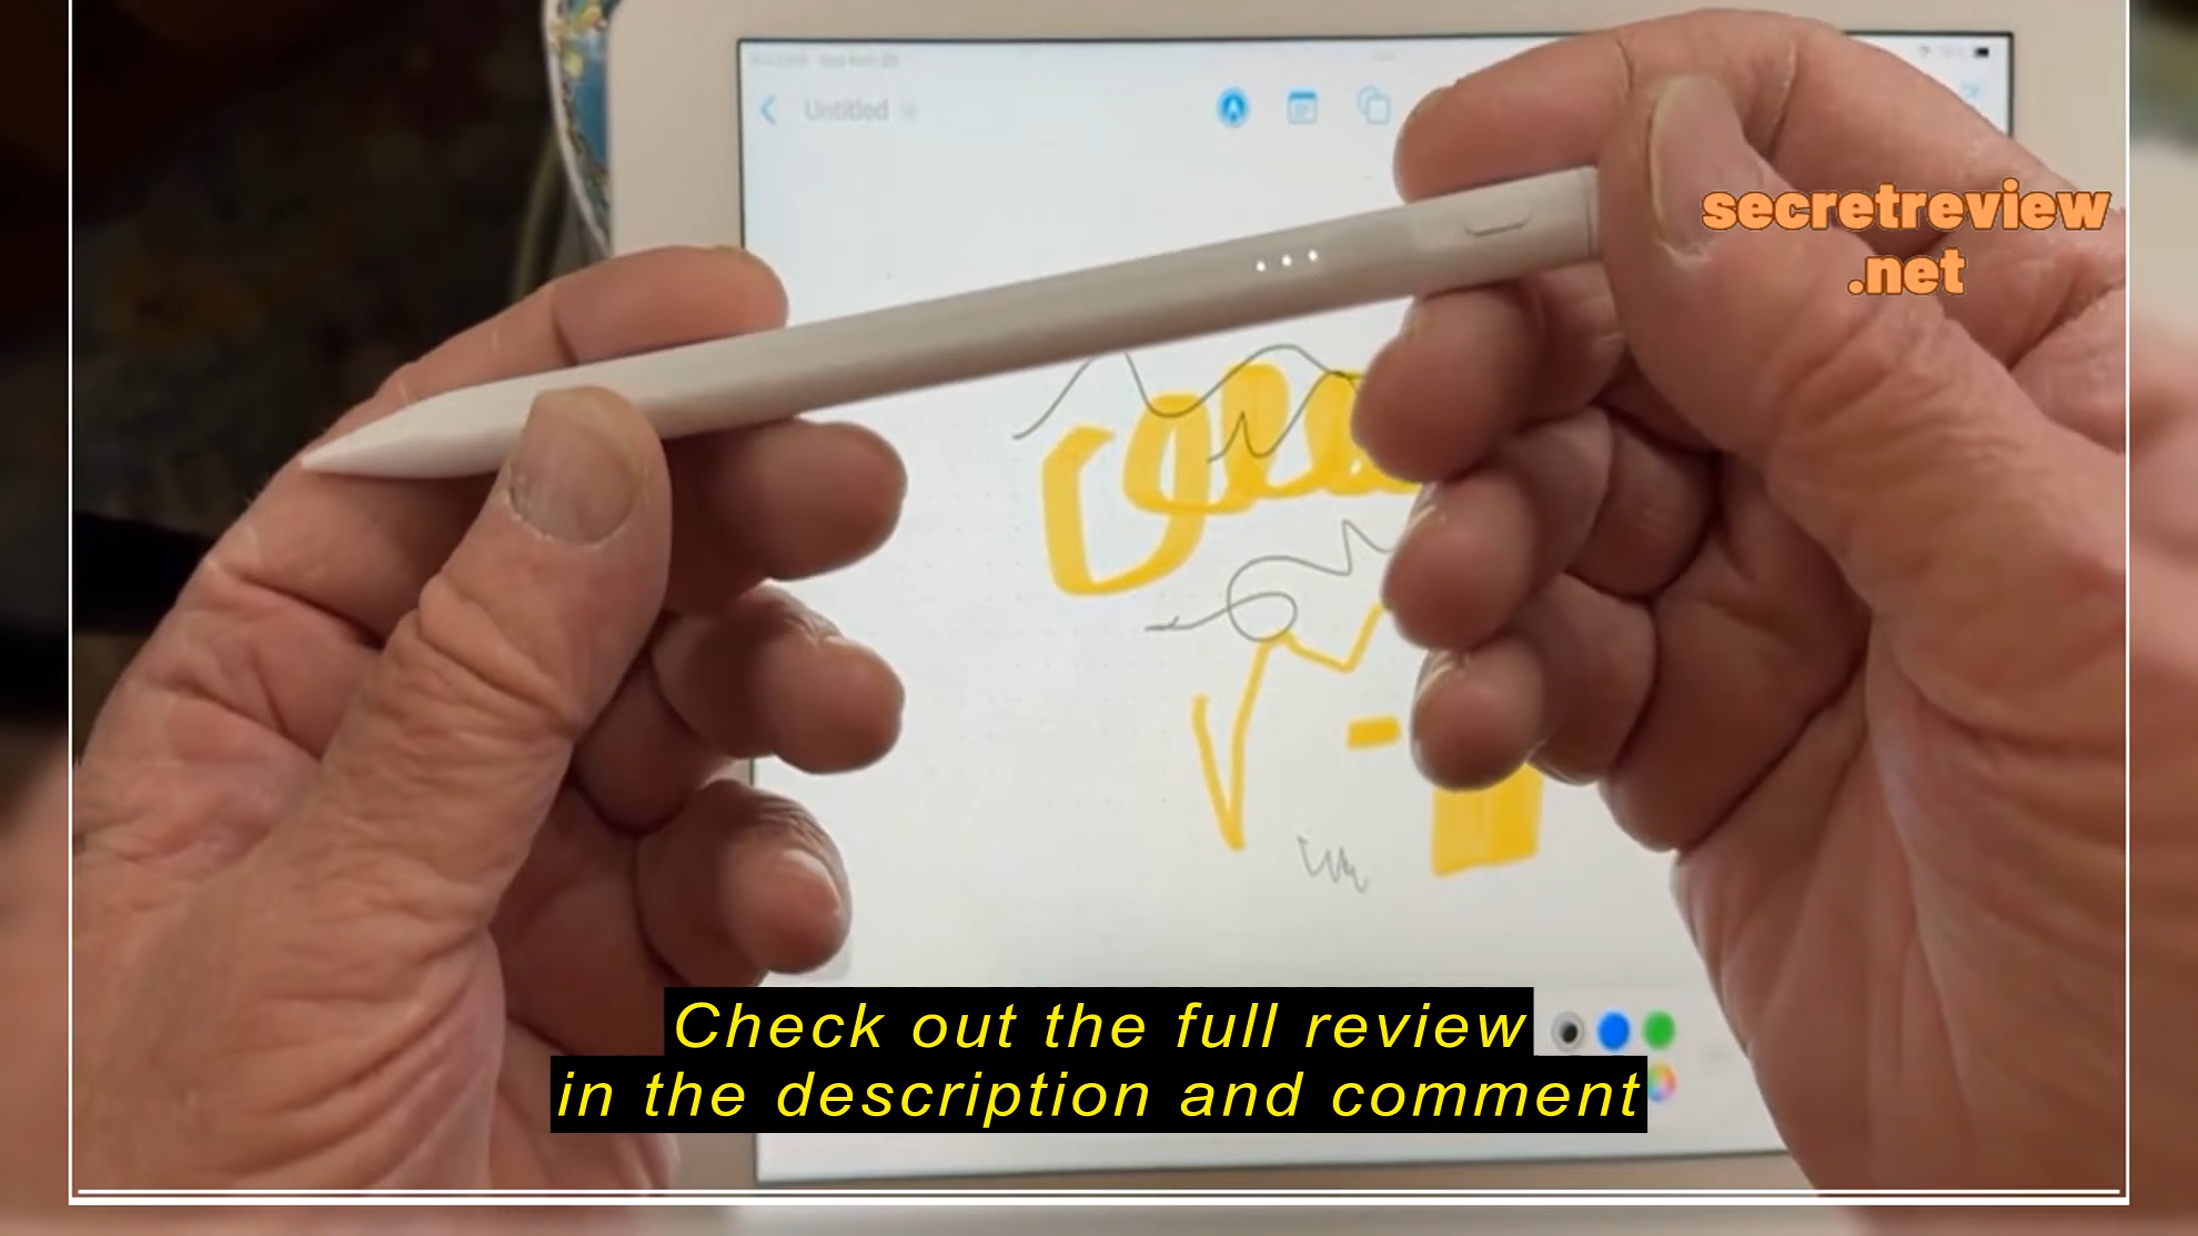 Untitled
secretreview
.net
Check out the full review
in the description and comment